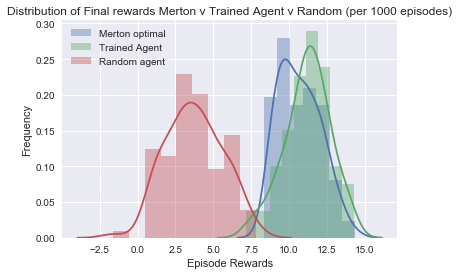 Distribution of Final rewards Merton v Trained Agent v Random (per 1000 episodes)
0.30
0.25
0.20
0.15
0.10
0.05
0.00
Frequency
Merton optimal
Trained Agent
Random agent
−2.5 0.0 2.5 5.0 7.5 10.0 12.5 15.0
Episode Rewards